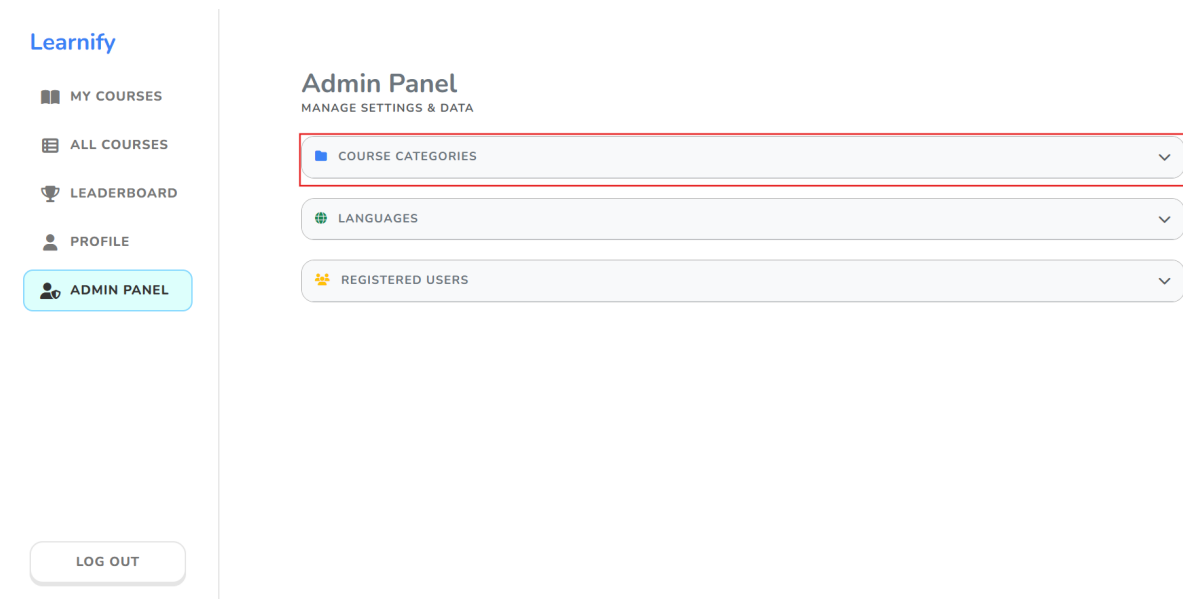 Learnify
MY COURSES
ALL COURSES
LEADERBOARD
PROFILE
ADMIN PANEL
LOG OUT
Admin Panel
MANAGE SETTINGS & DATA
COURSE CATEGORIES
LANGUAGES
REGISTERED USERS